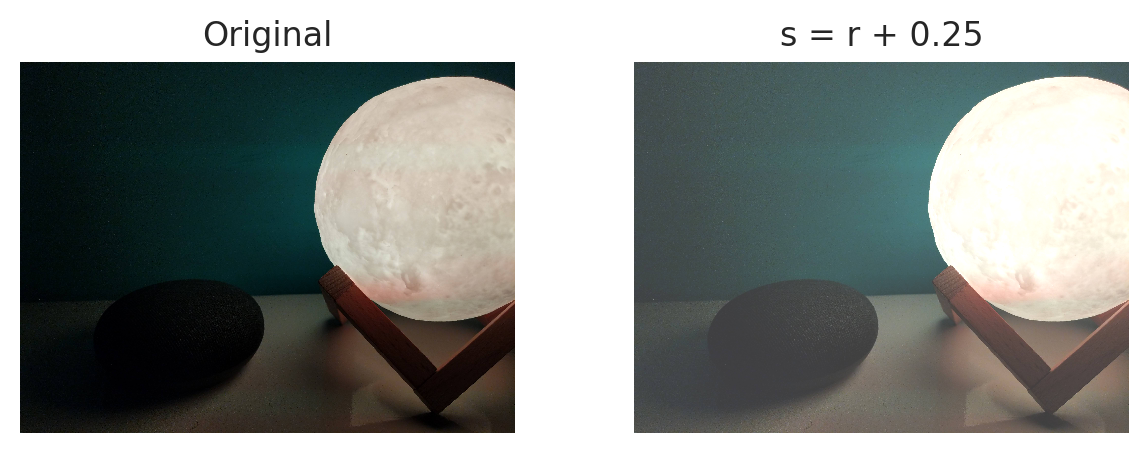 Original
s = r + 0.25